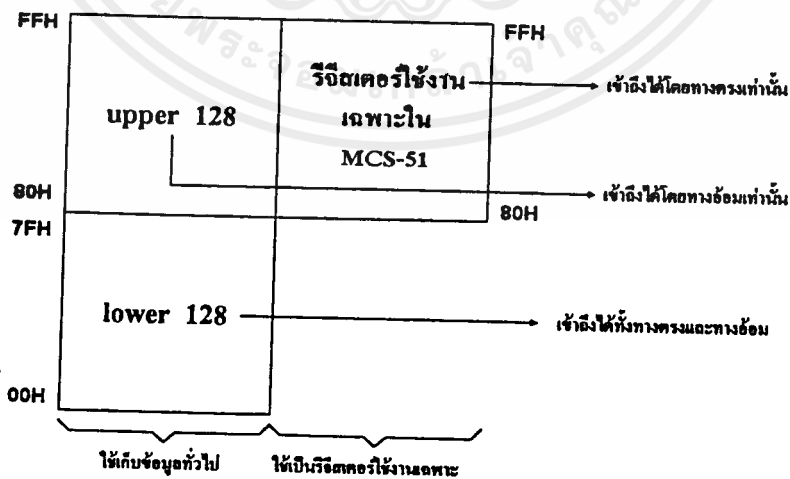 FFH
FFH
รีจีสเตอร์ใช้งาน
เฉพาะใน
MCS-51
เข้าถึงได้โดยทางตรงเท่านั้น
upper 128
80H
เข้าถึงได้โดยทางอ้อมเท่านั้น
80H
7FH
lower 128
เข้าถึงได้ทั้งทางตรงและทางอ้อม
00H
ใช้เก็บข้อมูลทั่วไป
ใช้เป็นรีจีสเตอร์ใช้งานเฉพาะ